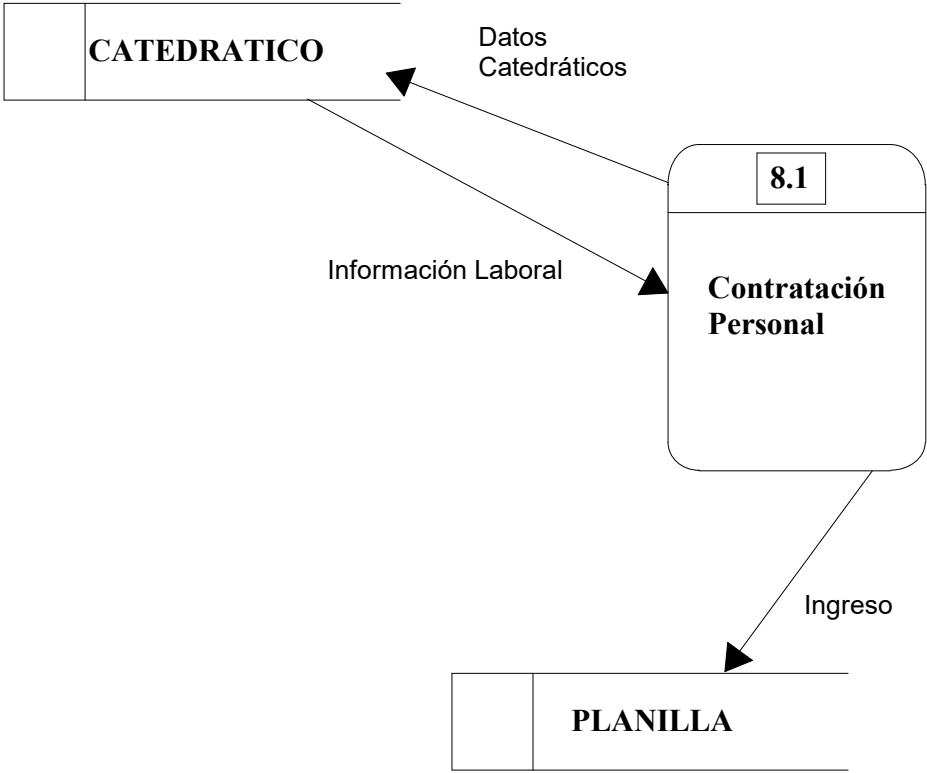 CATEDRATICO
Datos
Catedráticos
8.1
Información Laboral
Contratación
Personal
Ingreso
PLANILLA